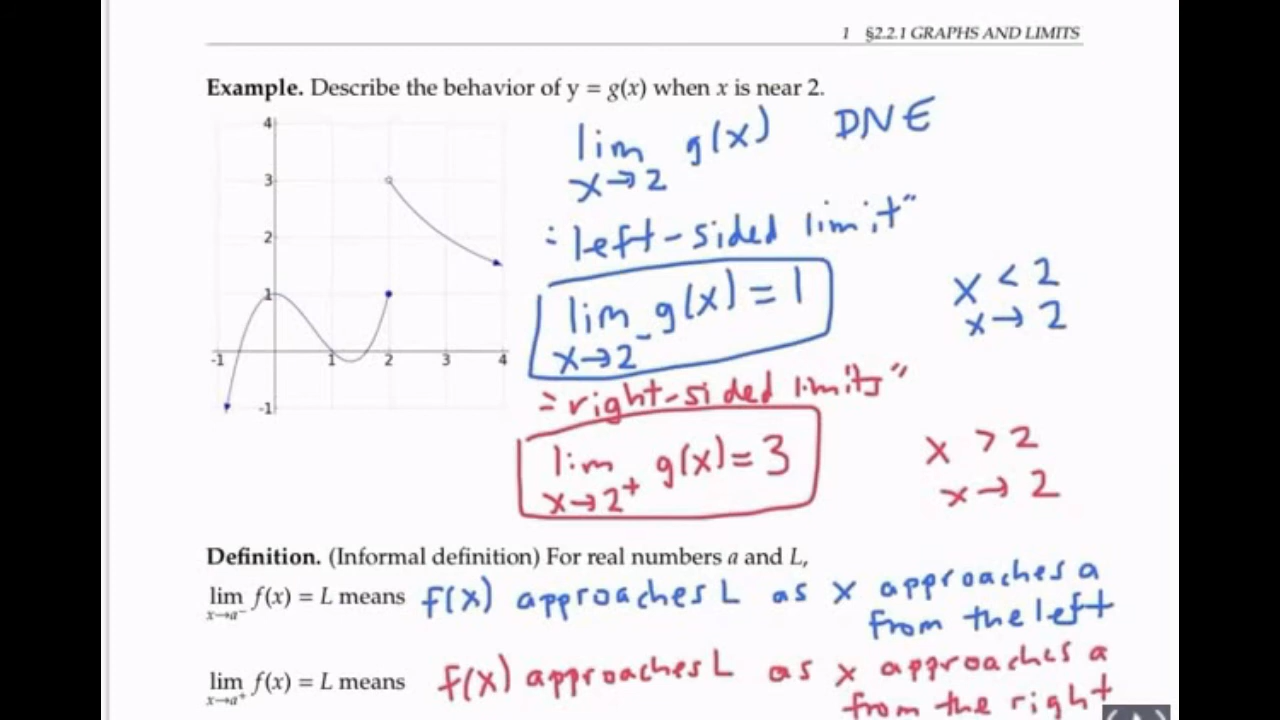 1 §2.2.1 GRAPHS AND LIMITS
Example. Describe the behavior of y = g(x) when x is near 2.
4
3
2
1
-1
-1 1 2 3 4
lim g(x) DNE
x→2
"left-sided limit"
lim g(x) = 1
x→2⁻
x < 2
x → 2
"right-sided limits"
lim g(x) = 3
x→2⁺
x > 2
x → 2
Definition. (Informal definition) For real numbers a and L,
lim f(x) = L means f(x) approaches L as x approaches a
x→a⁻
from the left
lim f(x) = L means f(x) approaches L as x approaches a
x→a⁺
from the right